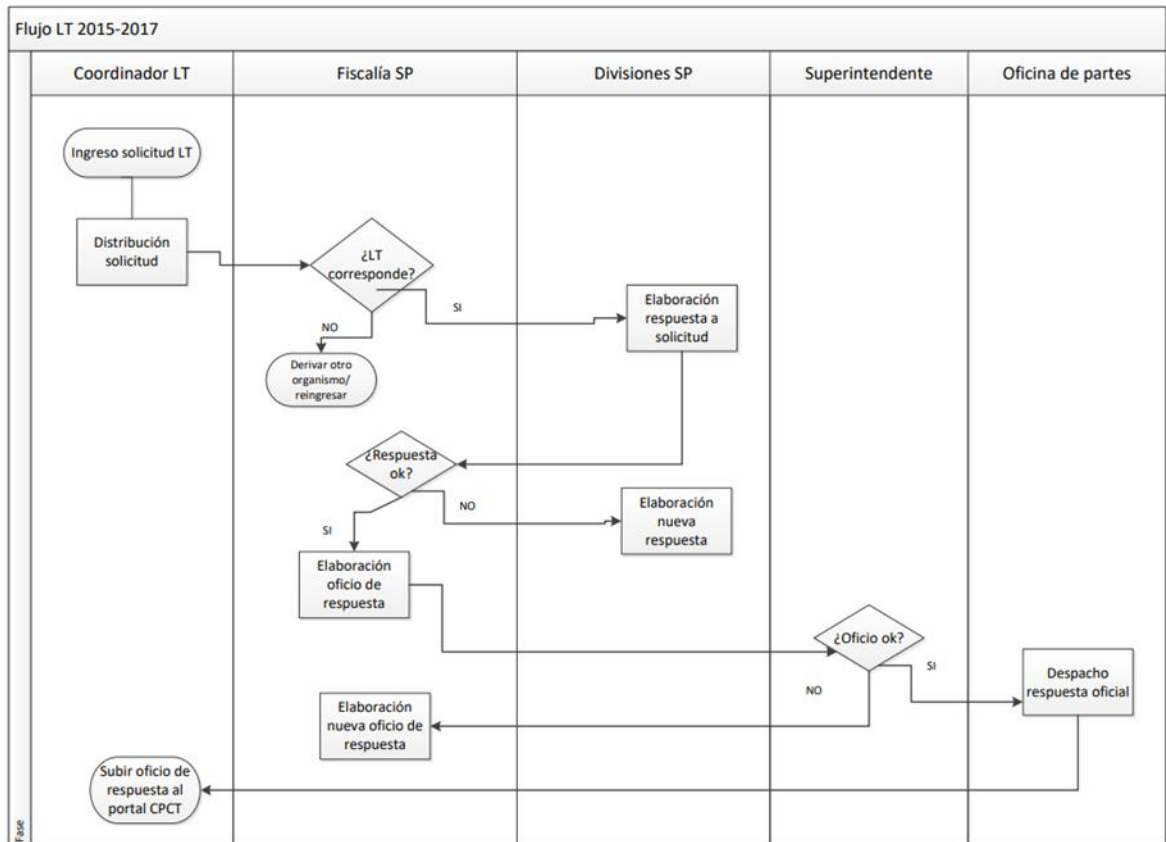 Flujo LT 2015-2017
Coordinador LT
Fiscalía SP
Divisiones SP
Superintendente
Oficina de partes
Ingreso solicitud LT
Distribución
solicitud
¿LT
corresponde?
SI
NO
Elaboración
respuesta a
solicitud
Derivar otro
organismo/
reingresar
¿Respuesta
ok?
NO
SI
Elaboración
nueva
respuesta
Elaboración
oficio de
respuesta
¿Oficio ok?
SI
NO
Despacho
respuesta oficial
Elaboración
nueva oficio de
respuesta
Subir oficio de
respuesta al
portal CPCT
Fase